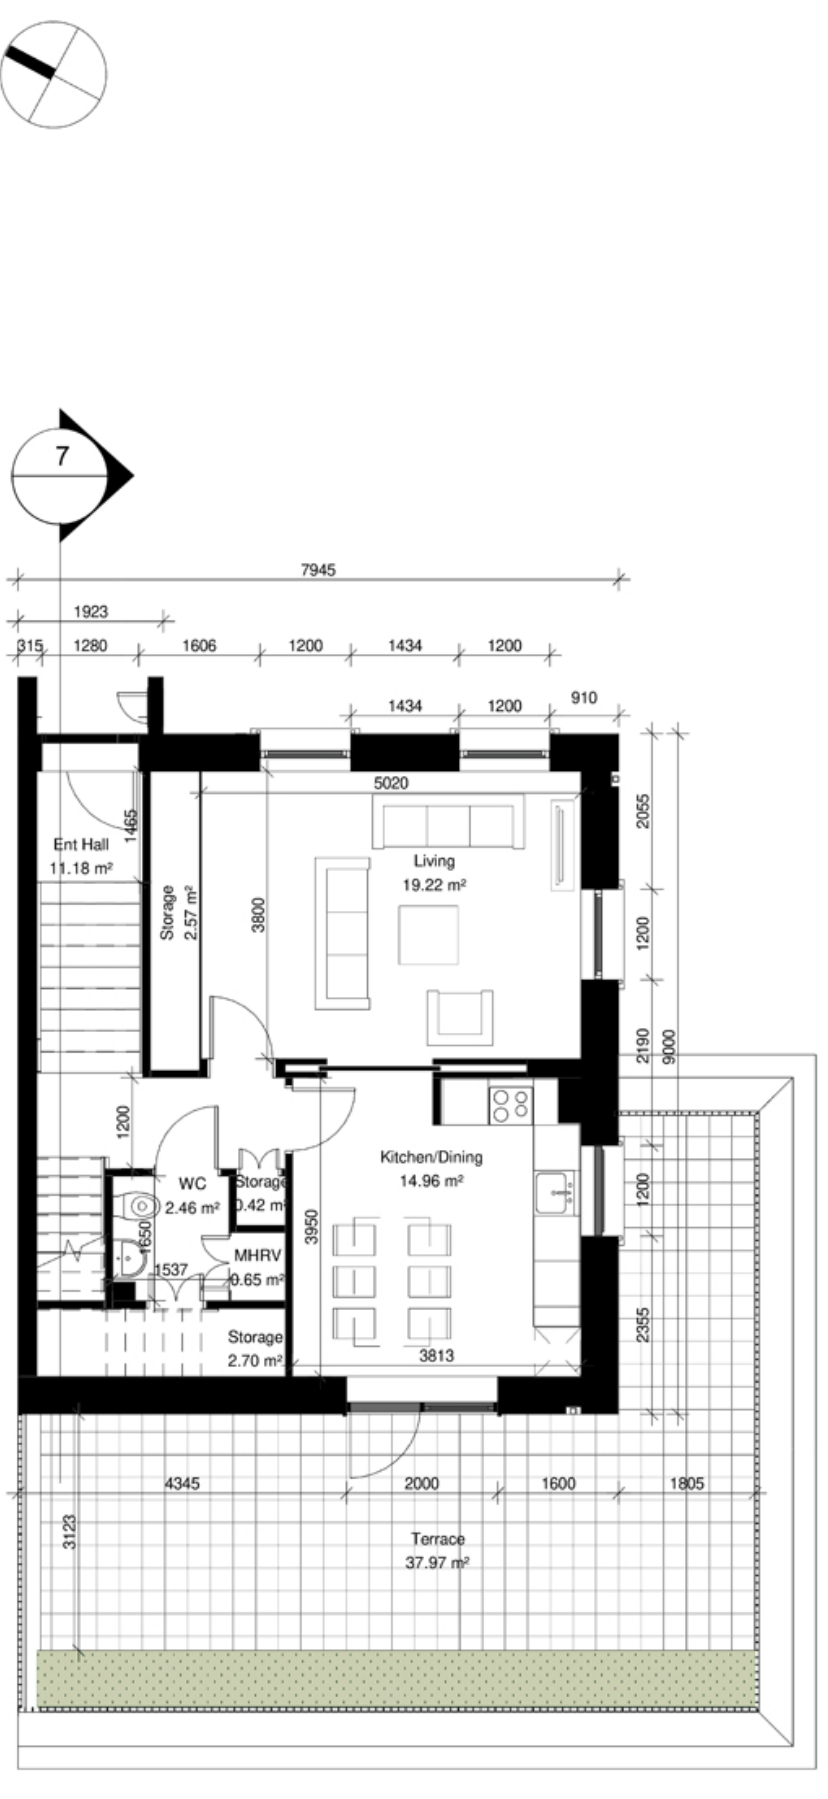 7
7945
1923
315 1280 1606 1200 1434 1200
1434 1200 910
5020
2055
1465
Ent Hall
11.18 m²
Living
19.22 m²
Storage
2.57 m²
3800
1200
2190
9000
1200
Kitchen/Dining
14.96 m²
WC
2.46 m²
Storage
0.42 m²
1200
1650
3950
MHRV
0.65 m²
1537
Storage
2.70 m²
2355
3813
4345 2000 1600 1805
3123
Terrace
37.97 m²